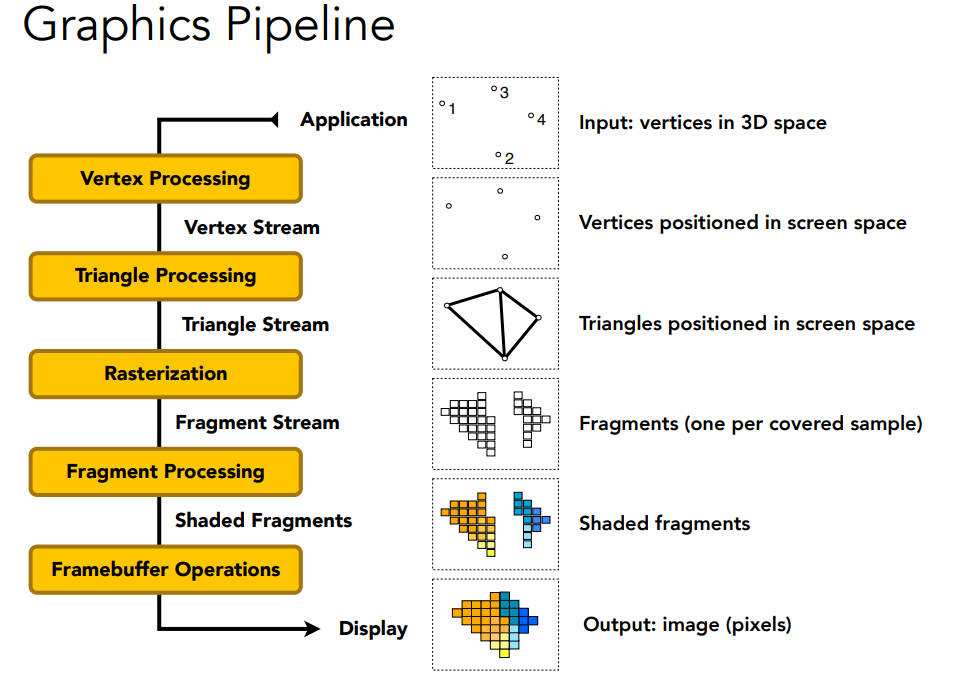 Graphics Pipeline
Application
3
1
4
2
Input: vertices in 3D space
Vertex Processing
Vertex Stream
Vertices positioned in screen space
Triangle Processing
Triangle Stream
Triangles positioned in screen space
Rasterization
Fragment Stream
Fragments (one per covered sample)
Fragment Processing
Shaded Fragments
Shaded fragments
Framebuffer Operations
Display
Output: image (pixels)